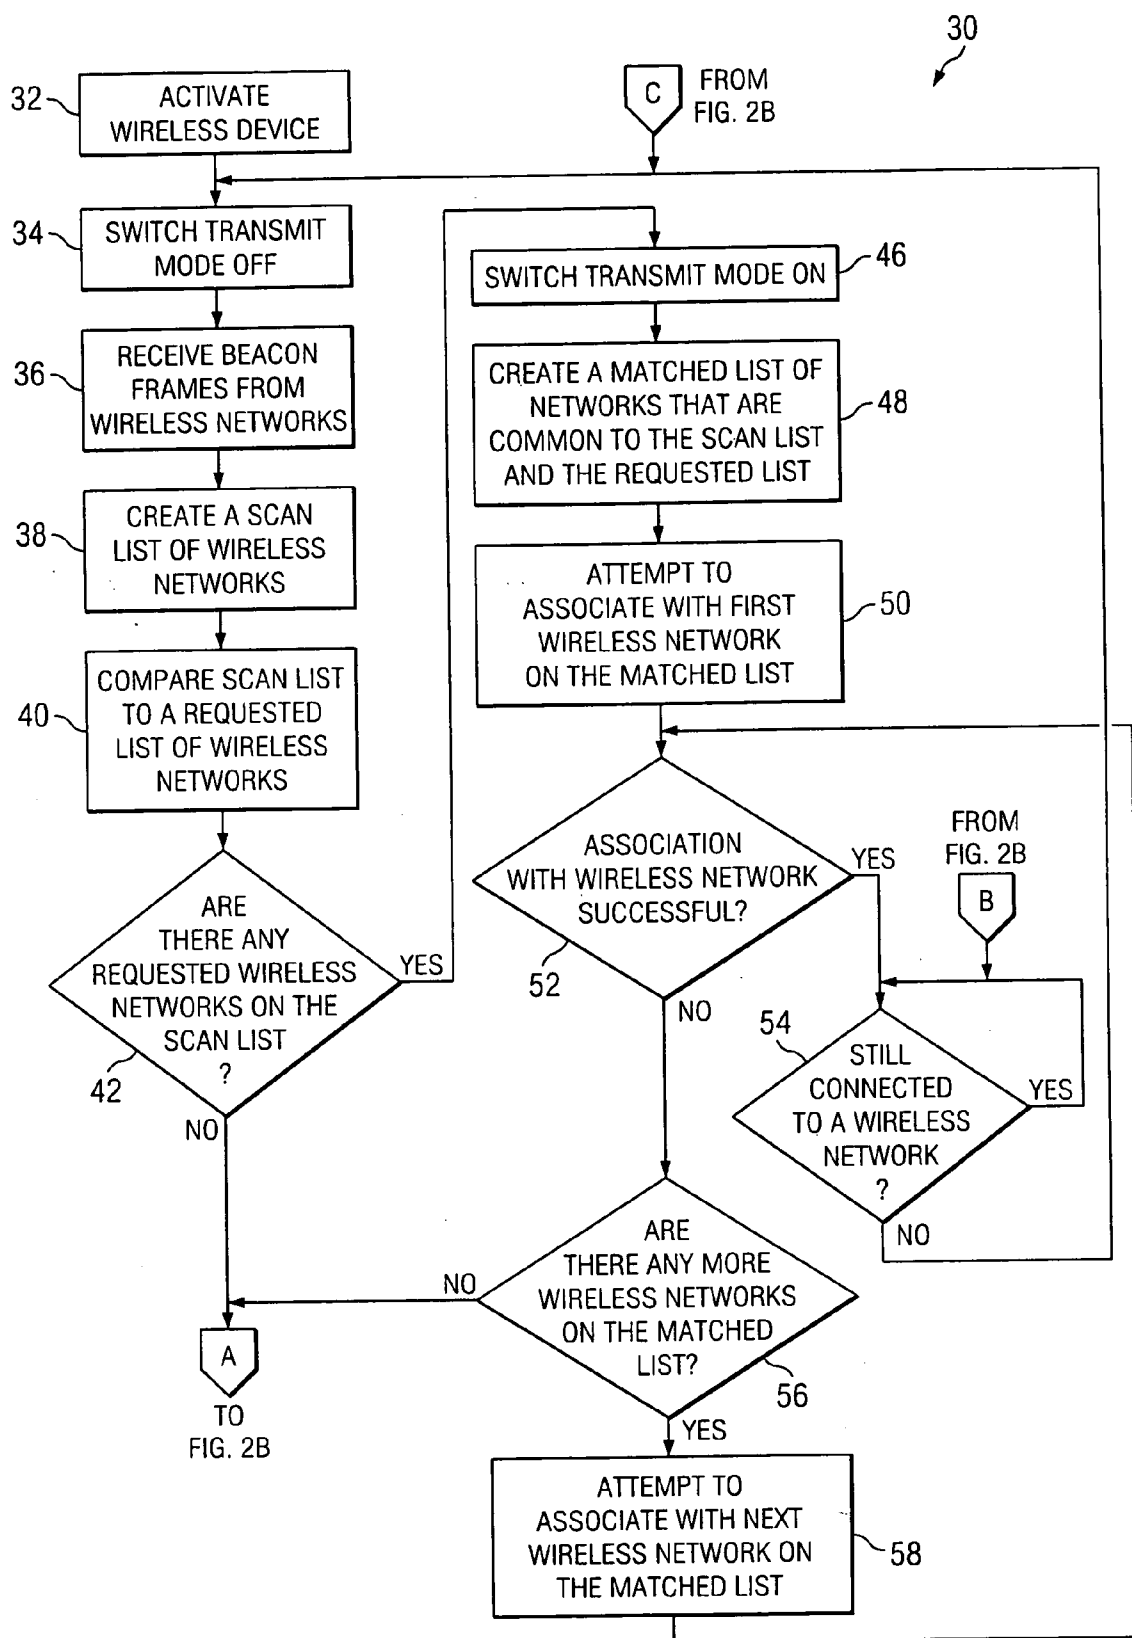 30
32
ACTIVATE
WIRELESS DEVICE
C
FROM
FIG. 2B
34
SWITCH TRANSMIT
MODE OFF
SWITCH TRANSMIT MODE ON
46
36
RECEIVE BEACON
FRAMES FROM
WIRELESS NETWORKS
CREATE A MATCHED LIST OF
NETWORKS THAT ARE
COMMON TO THE SCAN LIST
AND THE REQUESTED LIST
48
38
CREATE A SCAN
LIST OF WIRELESS
NETWORKS
ATTEMPT TO
ASSOCIATE WITH FIRST
WIRELESS NETWORK
ON THE MATCHED LIST
50
40
COMPARE SCAN LIST
TO A REQUESTED
LIST OF WIRELESS
NETWORKS
ASSOCIATION
WITH WIRELESS NETWORK
SUCCESSFUL?
YES
52
NO
FROM
FIG. 2B
B
ARE
THERE ANY
REQUESTED WIRELESS
NETWORKS ON THE
SCAN LIST
?
YES
42
NO
54
STILL
CONNECTED
TO A WIRELESS
NETWORK
?
YES
NO
ARE
THERE ANY MORE
WIRELESS NETWORKS
ON THE MATCHED
LIST?
NO
56
YES
A
TO
FIG. 2B
ATTEMPT TO
ASSOCIATE WITH NEXT
WIRELESS NETWORK ON
THE MATCHED LIST
58